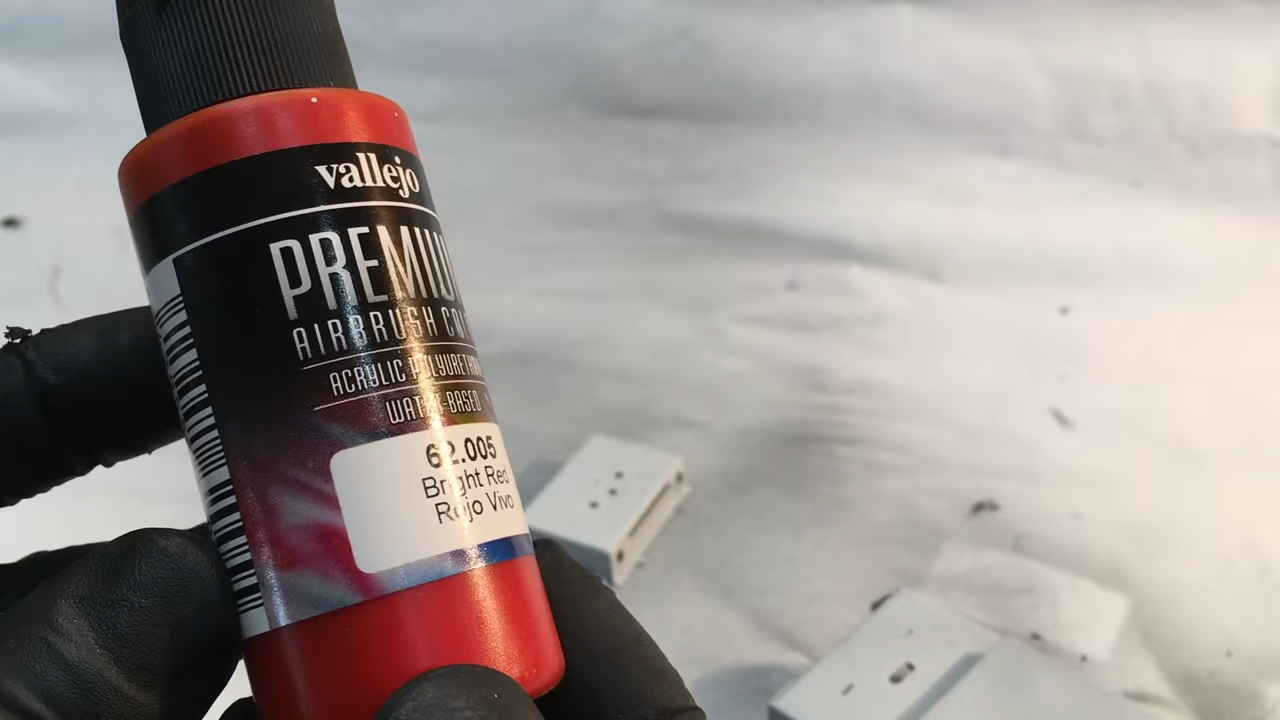 vallejo
PREMIU
AIRBRUSH CO
ACRYLIC POLYURETHA
WATER-BASED
62.005
Bright Red
Rojo Vivo